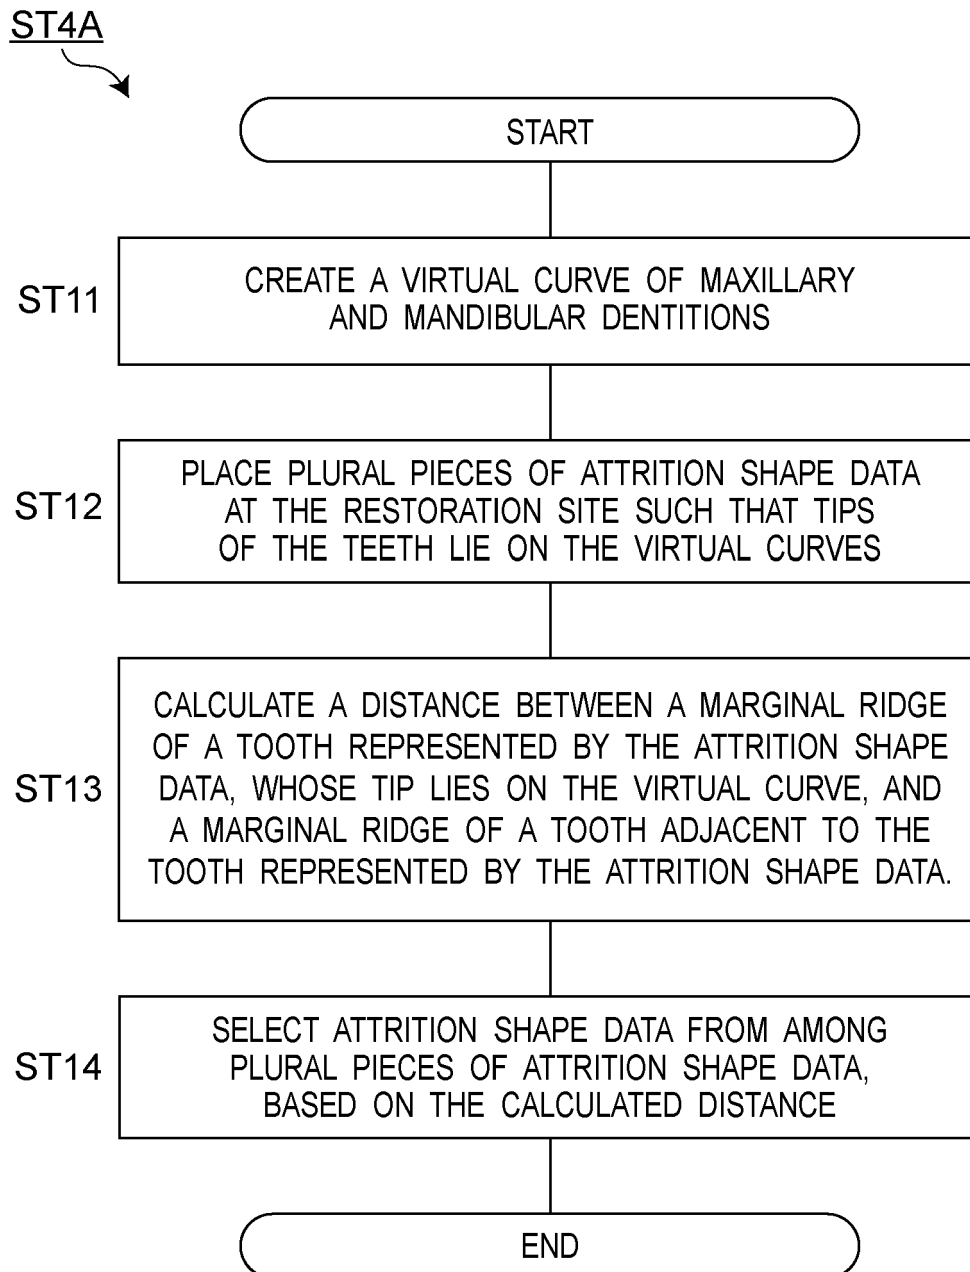 ST4A
START
ST11
CREATE A VIRTUAL CURVE OF MAXILLARY
AND MANDIBULAR DENTITIONS
ST12
PLACE PLURAL PIECES OF ATTRITION SHAPE DATA
AT THE RESTORATION SITE SUCH THAT TIPS
OF THE TEETH LIE ON THE VIRTUAL CURVES
ST13
CALCULATE A DISTANCE BETWEEN A MARGINAL RIDGE
OF A TOOTH REPRESENTED BY THE ATTRITION SHAPE
DATA, WHOSE TIP LIES ON THE VIRTUAL CURVE, AND
A MARGINAL RIDGE OF A TOOTH ADJACENT TO THE
TOOTH REPRESENTED BY THE ATTRITION SHAPE DATA.
ST14
SELECT ATTRITION SHAPE DATA FROM AMONG
PLURAL PIECES OF ATTRITION SHAPE DATA,
BASED ON THE CALCULATED DISTANCE
END